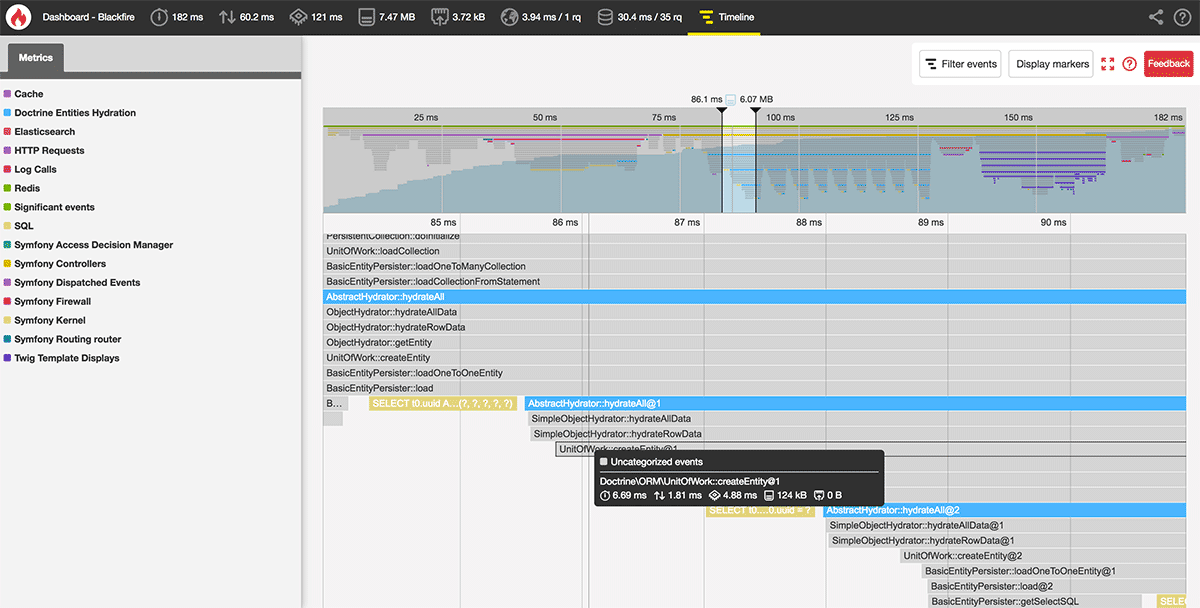 Dashboard - Blackfire 182 ms 60.2 ms 121 ms 7.47 MB 3.72 kB 3.94 ms / 1 rq 30.4 ms / 35 rq Timeline
Metrics
Filter events Display markers Feedback
Cache
Doctrine Entities Hydration
Elasticsearch
HTTP Requests
Log Calls
Redis
Significant events
SQL
Symfony Access Decision Manager
Symfony Controllers
Symfony Dispatched Events
Symfony Firewall
Symfony Kernel
Symfony Routing router
Twig Template Displays
86.1 ms 6.07 MB
25 ms 50 ms 75 ms 100 ms 125 ms 150 ms 182 ms
85 ms 86 ms 87 ms 88 ms 89 ms 90 ms
PersistentCollection::doInitialize
UnitOfWork::loadCollection
BasicEntityPersister::loadOneToManyCollection
BasicEntityPersister::loadCollectionFromStatement
AbstractHydrator::hydrateAll
ObjectHydrator::hydrateAllData
ObjectHydrator::hydrateRowData
ObjectHydrator::getEntity
UnitOfWork::createEntity
BasicEntityPersister::loadOneToOneEntity
BasicEntityPersister::load
B... SELECT t0.uuid A...(?, ?, ?, ?, ?) AbstractHydrator::hydrateAll@1
SimpleObjectHydrator::hydrateAllData
SimpleObjectHydrator::hydrateRowData
UnitOfWork::createEntity@1
Uncategorized events
Doctrine\ORM\UnitOfWork::createEntity@1
6.69 ms 1.81 ms 4.88 ms 124 kB 0 B
SELECT t0....0.uuid = ? AbstractHydrator::hydrateAll@2
SimpleObjectHydrator::hydrateAllData@1
SimpleObjectHydrator::hydrateRowData@1
UnitOfWork::createEntity@2
BasicEntityPersister::loadOneToOneEntity@1
BasicEntityPersister::load@2
BasicEntityPersister::getSelectSQL SELE